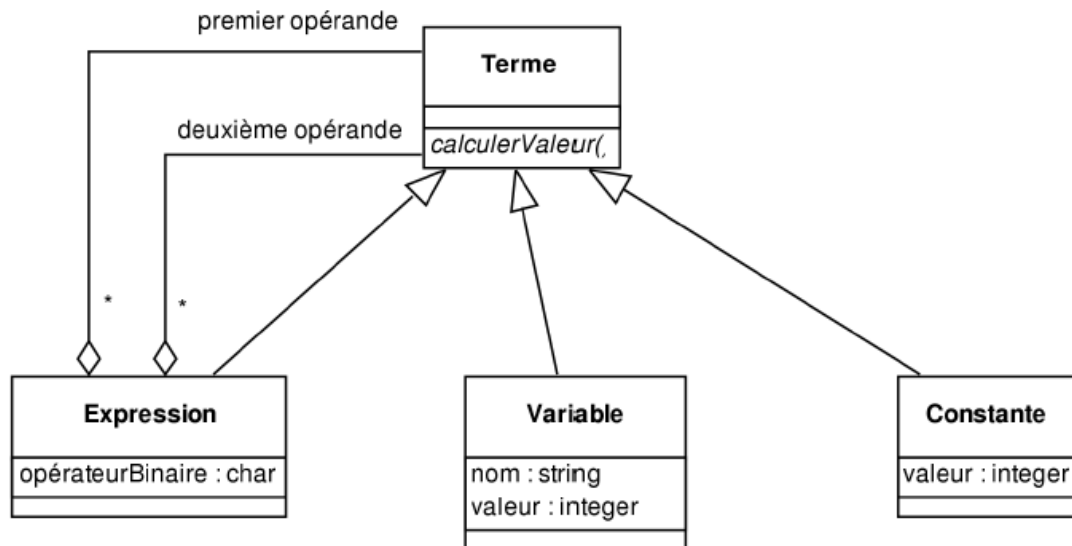 premier opérande
Terme
deuxième opérande
calculerValeur(,
*
*
Expression
opérateurBinaire : char
Variable
nom : string
valeur : integer
Constante
valeur : integer